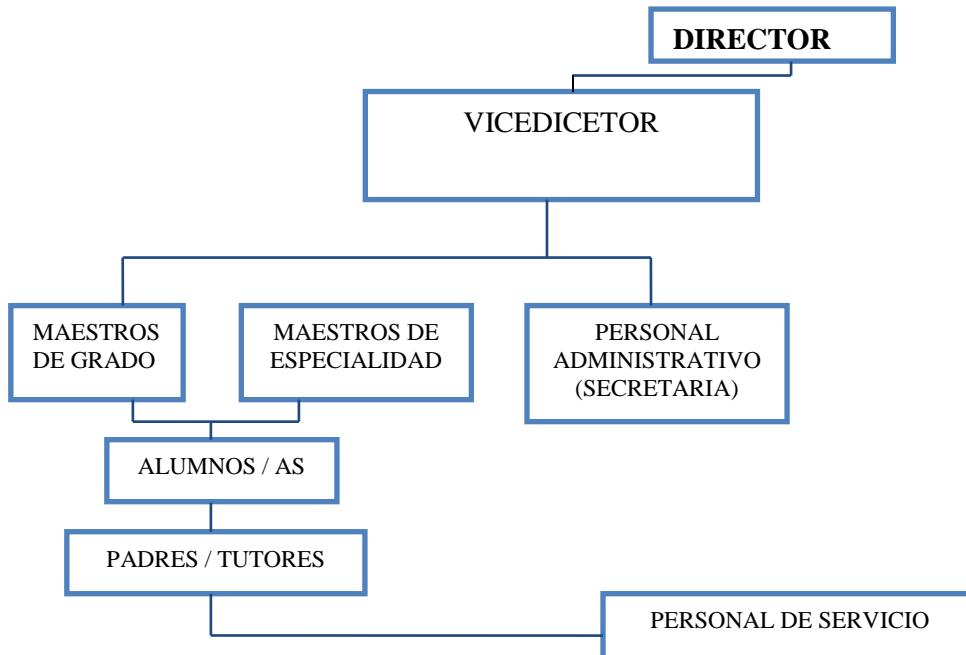 DIRECTOR
VICEDICETOR
MAESTROS
DE GRADO
MAESTROS DE
ESPECIALIDAD
PERSONAL
ADMINISTRATIVO
(SECRETARIA)
ALUMNOS / AS
PADRES / TUTORES
PERSONAL DE SERVICIO